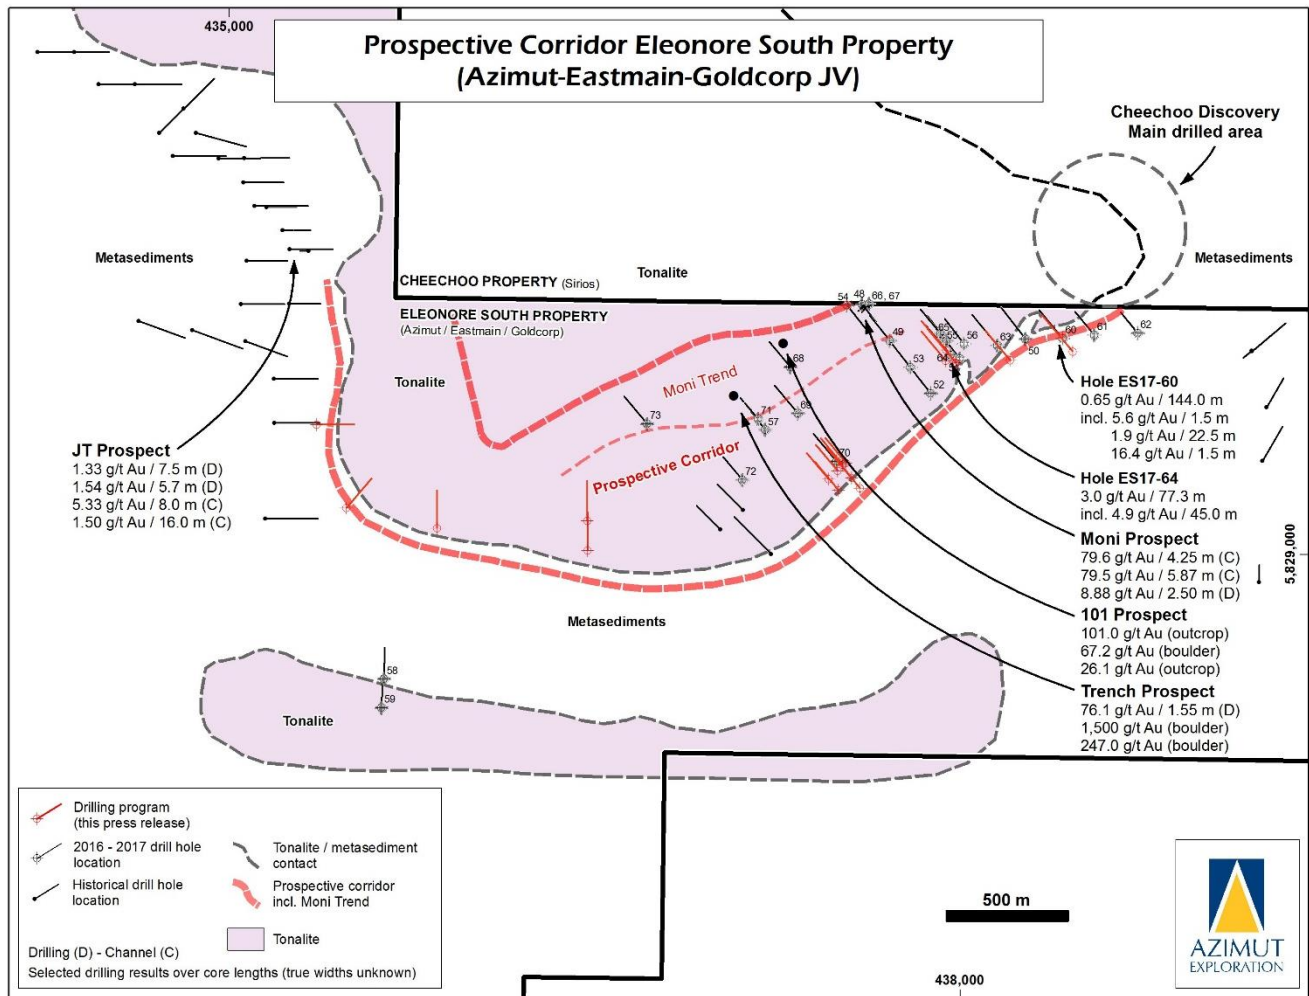 435,000
Prospective Corridor Eleonore South Property
(Azimut-Eastmain-Goldcorp JV)
Cheechoo Discovery
Main drilled area
Metasediments
Tonalite
Metasediments
CHEECHOO PROPERTY (Sirios)
ELEONORE SOUTH PROPERTY
(Azimut / Eastmain / Goldcorp)
54
48
66, 67
49
65
55
56
63
50
60
61
62
64
53
52
68
69
71
57
73
72
70
Tonalite
Moni Trend
Prospective Corridor
JT Prospect
1.33 g/t Au / 7.5 m (D)
1.54 g/t Au / 5.7 m (D)
5.33 g/t Au / 8.0 m (C)
1.50 g/t Au / 16.0 m (C)
Hole ES17-60
0.65 g/t Au / 144.0 m
incl. 5.6 g/t Au / 1.5 m
1.9 g/t Au / 22.5 m
16.4 g/t Au / 1.5 m
Hole ES17-64
3.0 g/t Au / 77.3 m
incl. 4.9 g/t Au / 45.0 m
Moni Prospect
79.6 g/t Au / 4.25 m (C)
79.5 g/t Au / 5.87 m (C)
8.88 g/t Au / 2.50 m (D)
5,829,000
101 Prospect
101.0 g/t Au (outcrop)
67.2 g/t Au (boulder)
26.1 g/t Au (outcrop)
Trench Prospect
76.1 g/t Au / 1.55 m (D)
1,500 g/t Au (boulder)
247.0 g/t Au (boulder)
Metasediments
58
59
Tonalite
Drilling program
(this press release)
2016 - 2017 drill hole
location
Historical drill hole
location
Tonalite / metasediment
contact
Prospective corridor
incl. Moni Trend
Tonalite
Drilling (D) - Channel (C)
Selected drilling results over core lengths (true widths unknown)
500 m
438,000
AZIMUT
EXPLORATION